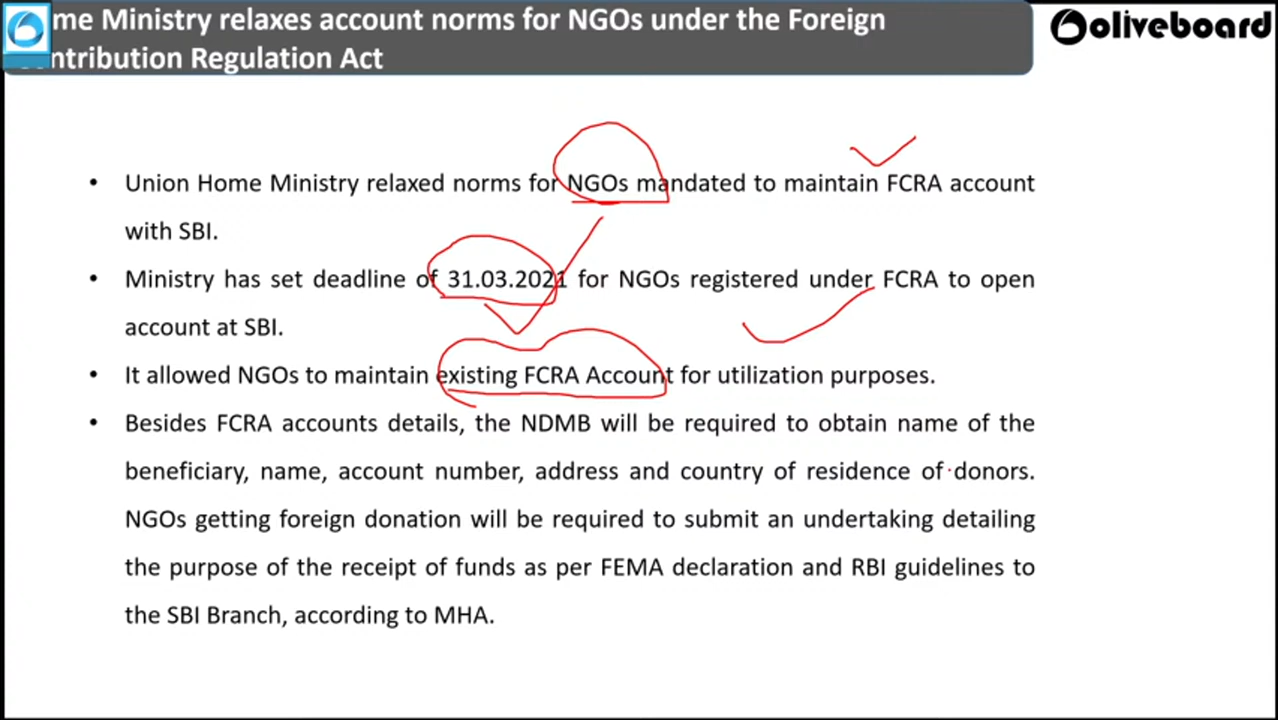 me Ministry relaxes account norms for NGOs under the Foreign
ntribution Regulation Act
oliveboard
• Union Home Ministry relaxed norms for NGOs mandated to maintain FCRA account
with SBI.
• Ministry has set deadline of 31.03.2021 for NGOs registered under FCRA to open
account at SBI.
• It allowed NGOs to maintain existing FCRA Account for utilization purposes.
• Besides FCRA accounts details, the NDMB will be required to obtain name of the
beneficiary, name, account number, address and country of residence of donors.
NGOs getting foreign donation will be required to submit an undertaking detailing
the purpose of the receipt of funds as per FEMA declaration and RBI guidelines to
the SBI Branch, according to MHA.